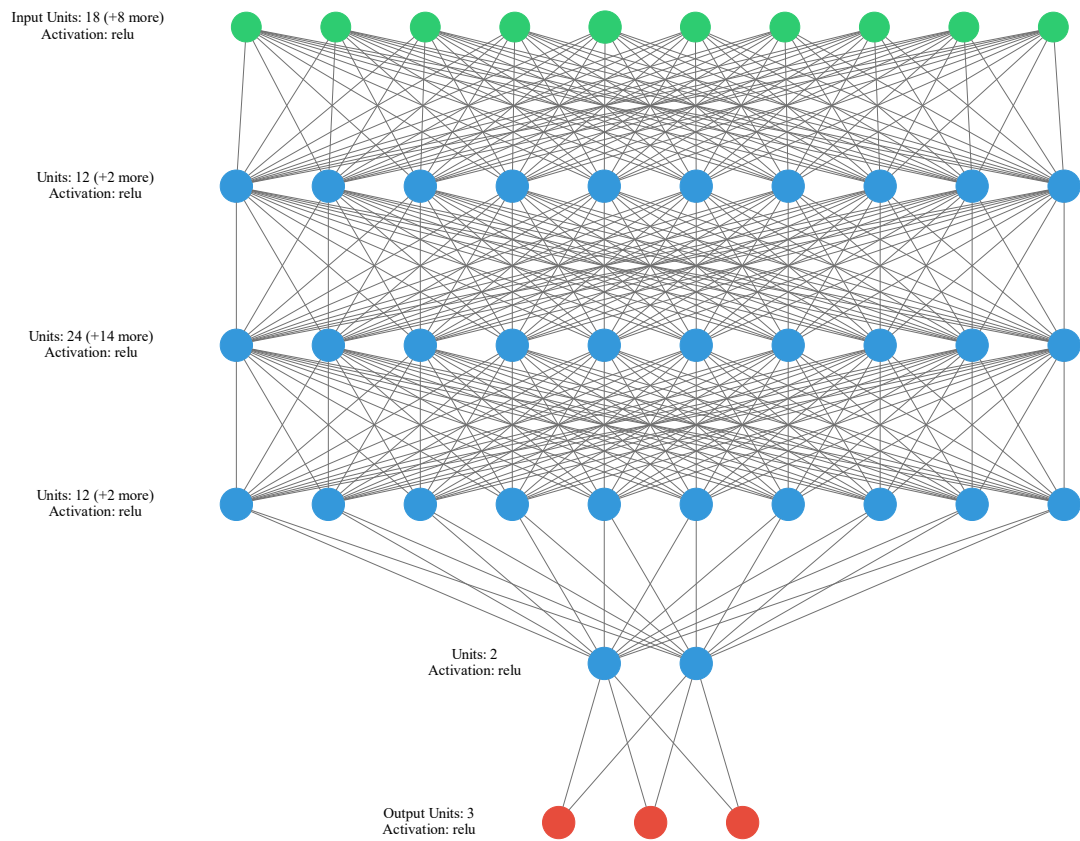 Input Units: 18 (+8 more)
Activation: relu
Units: 12 (+2 more)
Activation: relu
Units: 24 (+14 more)
Activation: relu
Units: 12 (+2 more)
Activation: relu
Units: 2
Activation: relu
Output Units: 3
Activation: relu